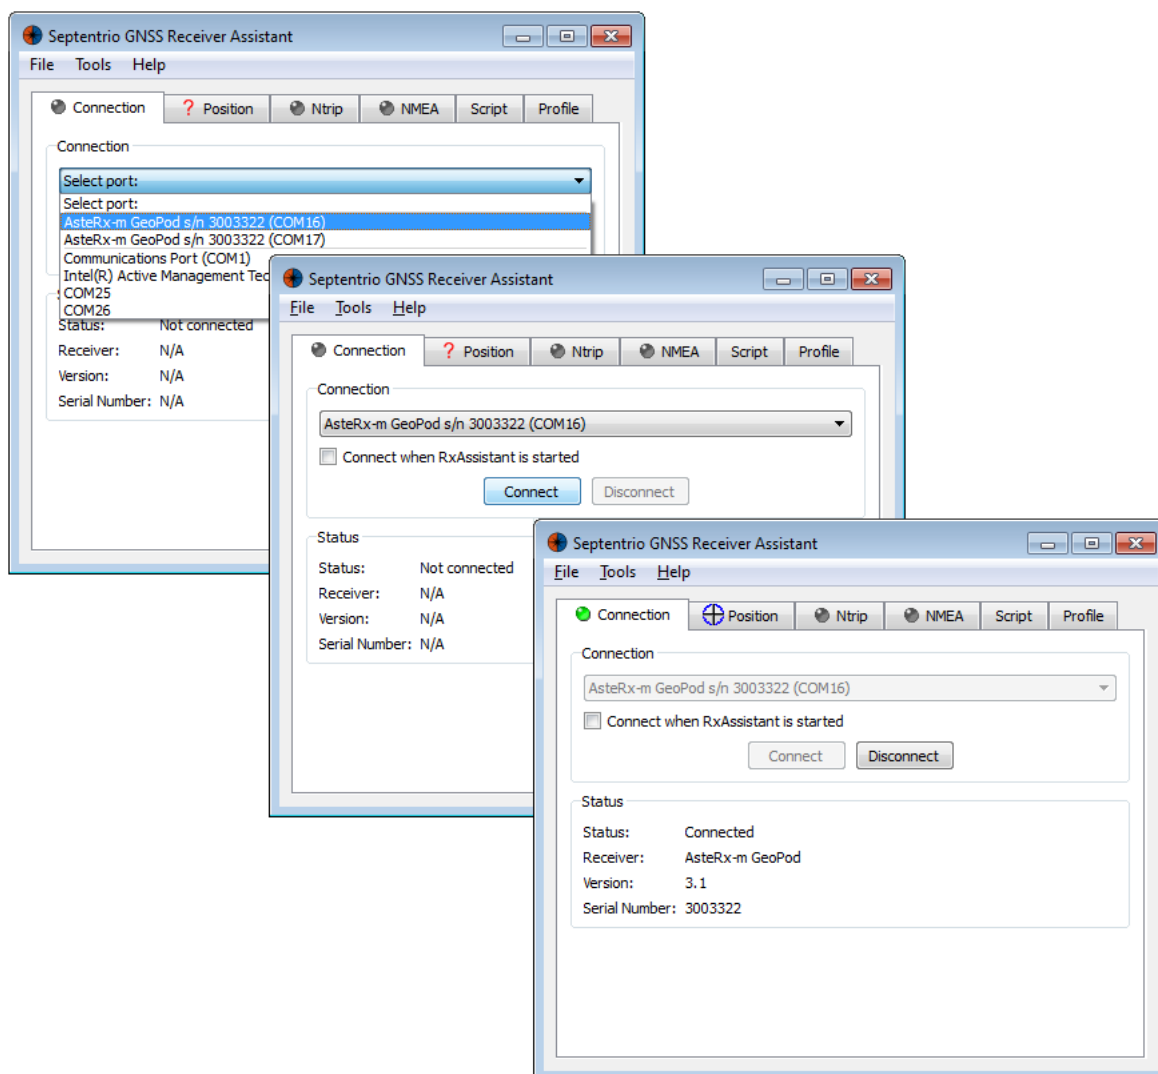 Septentrio GNSS Receiver Assistant
File Tools Help
Connection ? Position Ntrip NMEA Script Profile
Connection
Select port:
Select port:
AsteRx-m GeoPod s/n 3003322 (COM16)
AsteRx-m GeoPod s/n 3003322 (COM17)
Communications Port (COM1)
Intel(R) Active Management Tec
COM25
COM26
Status: Not connected
Receiver: N/A
Version: N/A
Serial Number: N/A
Septentrio GNSS Receiver Assistant
File Tools Help
Connection ? Position Ntrip NMEA Script Profile
Connection
AsteRx-m GeoPod s/n 3003322 (COM16)
Connect when RxAssistant is started
Connect Disconnect
Status
Status: Not connected
Receiver: N/A
Version: N/A
Serial Number: N/A
Septentrio GNSS Receiver Assistant
File Tools Help
Connection Position Ntrip NMEA Script Profile
Connection
AsteRx-m GeoPod s/n 3003322 (COM16)
Connect when RxAssistant is started
Connect Disconnect
Status
Status: Connected
Receiver: AsteRx-m GeoPod
Version: 3.1
Serial Number: 3003322